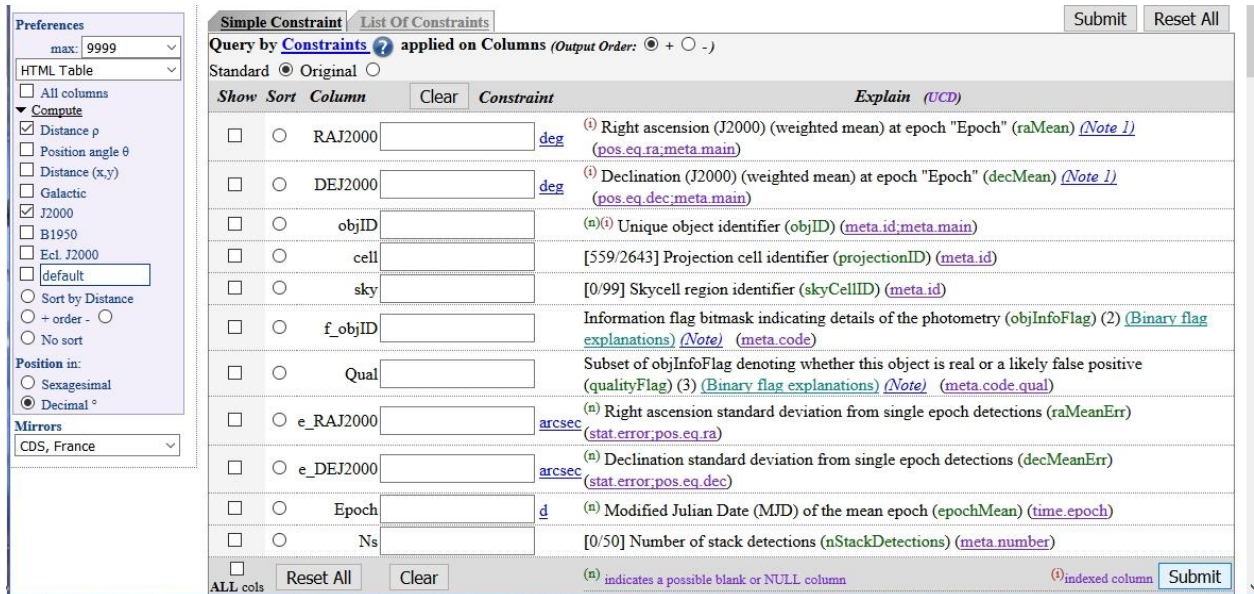 Preferences
max: 9999
HTML Table
All columns
Compute
Distance ρ
Position angle θ
Distance (x,y)
Galactic
J2000
B1950
Ecl. J2000
default
Sort by Distance
+ order -
No sort
Position in:
Sexagesimal
Decimal °
Mirrors
CDS, France
Simple Constraint List Of Constraints Submit Reset All
Query by Constraints ? applied on Columns (Output Order: + -)
Standard Original
Show Sort Column Clear Constraint Explain (UCD)
RAJ2000 deg (i) Right ascension (J2000) (weighted mean) at epoch "Epoch" (raMean) (Note 1)
(pos.eq.ra;meta.main)
DEJ2000 deg (i) Declination (J2000) (weighted mean) at epoch "Epoch" (decMean) (Note 1)
(pos.eq.dec;meta.main)
objID (n)(i) Unique object identifier (objID) (meta.id;meta.main)
cell [559/2643] Projection cell identifier (projectionID) (meta.id)
sky [0/99] Skycell region identifier (skyCellID) (meta.id)
f_objID Information flag bitmask indicating details of the photometry (objInfoFlag) (2) (Binary flag
explanations) (Note) (meta.code)
Qual Subset of objInfoFlag denoting whether this object is real or a likely false positive
(qualityFlag) (3) (Binary flag explanations) (Note) (meta.code.qual)
e_RAJ2000 arcsec (n) Right ascension standard deviation from single epoch detections (raMeanErr)
(stat.error;pos.eq.ra)
e_DEJ2000 arcsec (n) Declination standard deviation from single epoch detections (decMeanErr)
(stat.error;pos.eq.dec)
Epoch d (n) Modified Julian Date (MJD) of the mean epoch (epochMean) (time.epoch)
Ns [0/50] Number of stack detections (nStackDetections) (meta.number)
ALL cols Reset All Clear (n) indicates a possible blank or NULL column (i)indexed column Submit